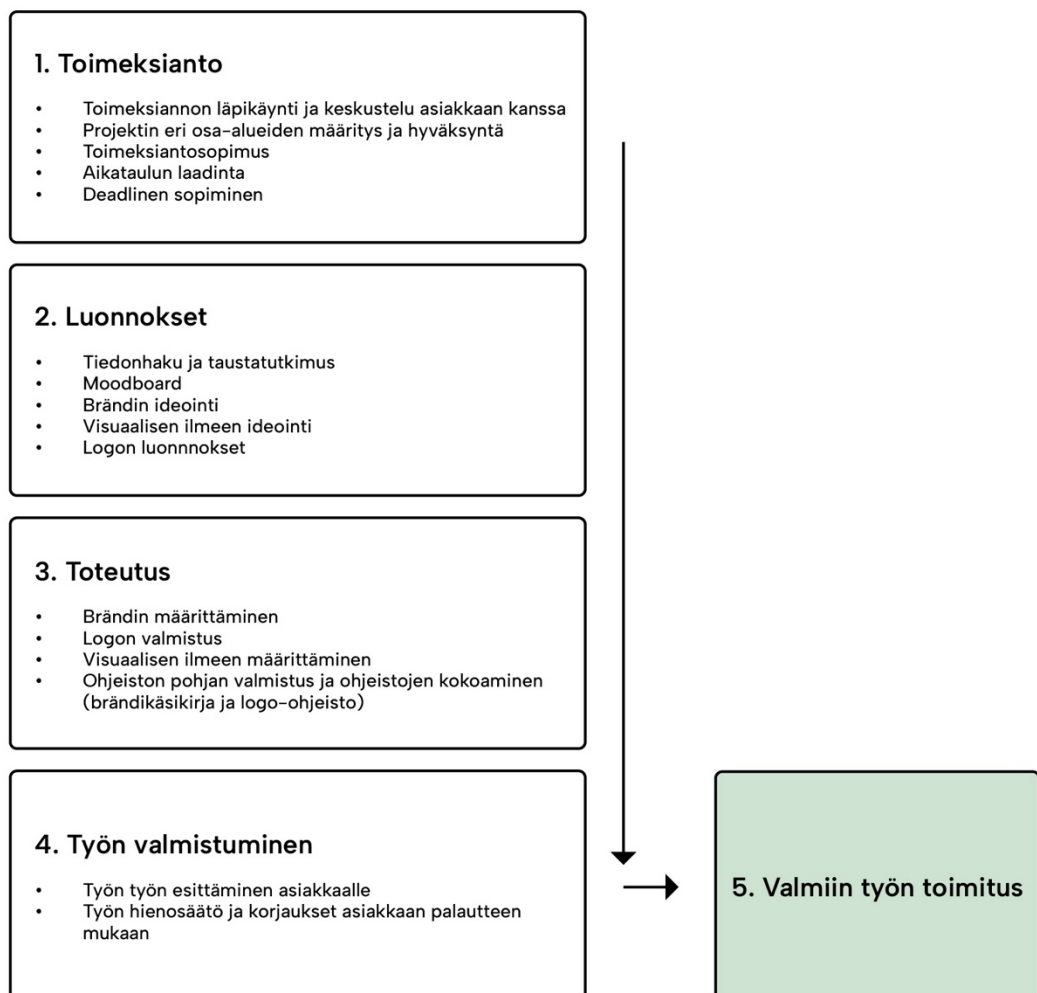 1. Toimeksianto
• Toimeksiannon läpikäynti ja keskustelu asiakkaan kanssa
• Projektin eri osa-alueiden määritys ja hyväksyntä
• Toimeksiantosopimus
• Aikataulun laadinta
• Deadlinen sopiminen
2. Luonnokset
• Tiedonhaku ja taustatutkimus
• Moodboard
• Brändin ideointi
• Visuaalisen ilmeen ideointi
• Logon luonnnokset
3. Toteutus
• Brändin määrittäminen
• Logon valmistus
• Visuaalisen ilmeen määrittäminen
• Ohjeiston pohjan valmistus ja ohjeistojen kokoaminen
(brändikäsikirja ja logo-ohjeisto)
4. Työn valmistuminen
• Työn työn esittäminen asiakkaalle
• Työn hienosäätö ja korjaukset asiakkaan palautteen
mukaan
5. Valmiin työn toimitus